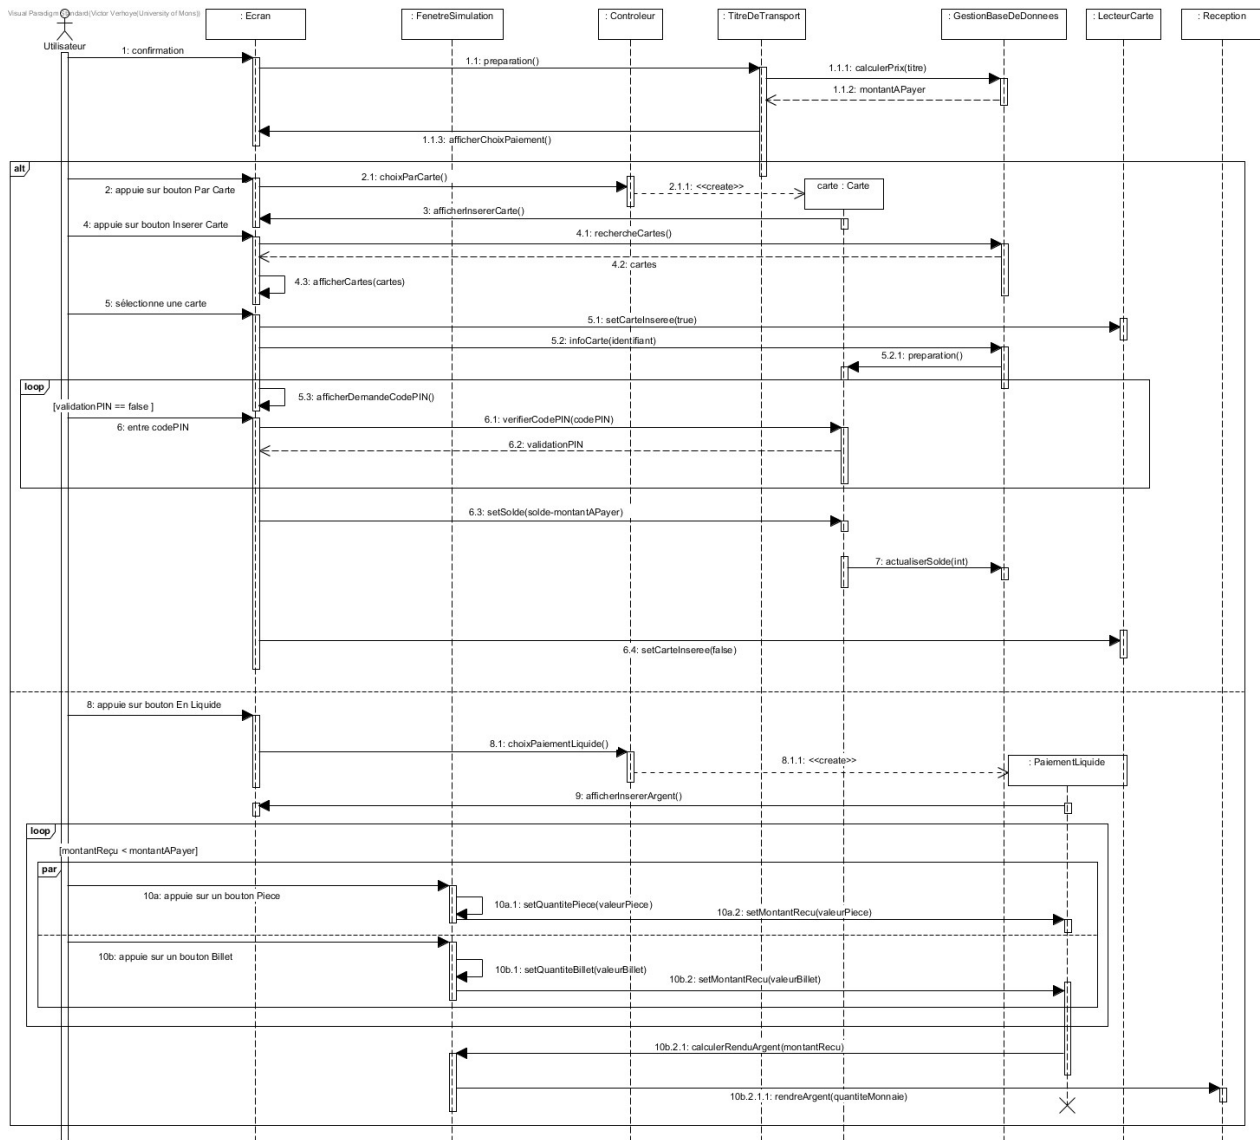 Visual Paradigm Standard(Victor Verhoye(University of Mons))
Utilisateur
: Ecran
: FenetreSimulation
: Controleur
: TitreDeTransport
: GestionBaseDeDonnees
: LecteurCarte
: Reception
1: confirmation
1.1: preparation()
1.1.1: calculerPrix(titre)
1.1.2: montantAPayer
1.1.3: afficherChoixPaiement()
alt
2: appuie sur bouton Par Carte
2.1: choixParCarte()
2.1.1: <<create>>
carte : Carte
3: afficherInsererCarte()
4: appuie sur bouton Inserer Carte
4.1: rechercheCartes()
4.2: cartes
4.3: afficherCartes(cartes)
5: sélectionne une carte
5.1: setCarteInseree(true)
5.2: infoCarte(identifiant)
5.2.1: preparation()
loop
5.3: afficherDemandeCodePIN()
[validationPIN == false ]
6: entre codePIN
6.1: verifierCodePIN(codePIN)
6.2: validationPIN
6.3: setSolde(solde-montantAPayer)
7: actualiserSolde(int)
6.4: setCarteInseree(false)
8: appuie sur bouton En Liquide
8.1: choixPaiementLiquide()
8.1.1: <<create>>
: PaiementLiquide
9: afficherInsererArgent()
loop
[montantReçu < montantAPayer]
par
10a: appuie sur un bouton Piece
10a.1: setQuantitePiece(valeurPiece)
10a.2: setMontantRecu(valeurPiece)
10b: appuie sur un bouton Billet
10b.1: setQuantiteBillet(valeurBillet)
10b.2: setMontantRecu(valeurBillet)
10b.2.1: calculerRenduArgent(montantRecu)
10b.2.1.1: rendreArgent(quantiteMonnaie)